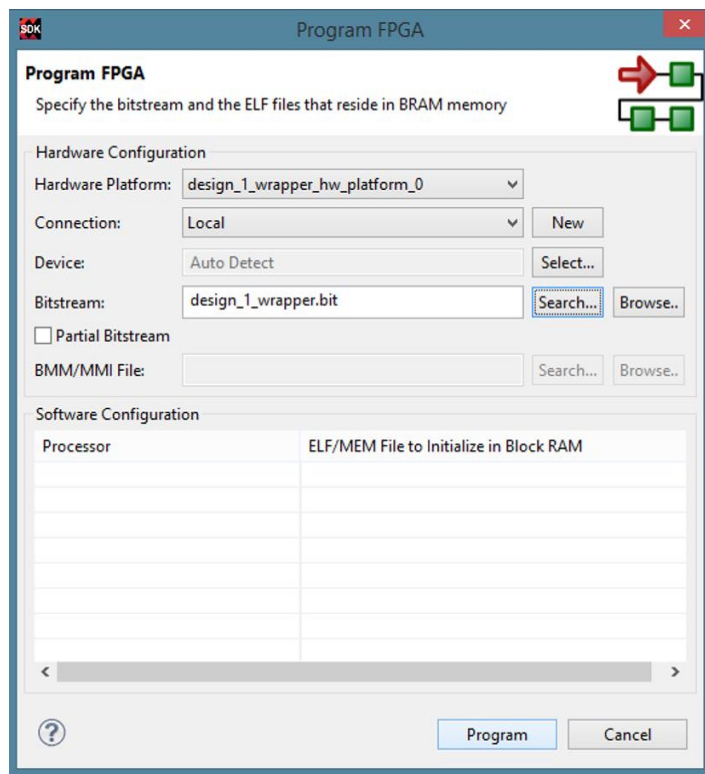 SDK
Program FPGA
Program FPGA
Specify the bitstream and the ELF files that reside in BRAM memory
Hardware Configuration
Hardware Platform: design_1_wrapper_hw_platform_0
Connection: Local New
Device: Auto Detect Select...
Bitstream: design_1_wrapper.bit Search... Browse..
Partial Bitstream
BMM/MMI File: Search... Browse..
Software Configuration
Processor ELF/MEM File to Initialize in Block RAM
Program Cancel